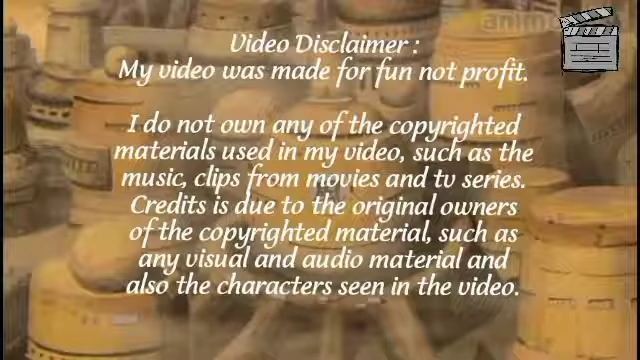 Video Disclaimer :
My video was made for fun not profit.
I do not own any of the copyrighted
materials used in my video, such as the
music, clips from movies and tv series.
Credits is due to the original owners
of the copyrighted material, such as
any visual and audio material and
also the characters seen in the video.